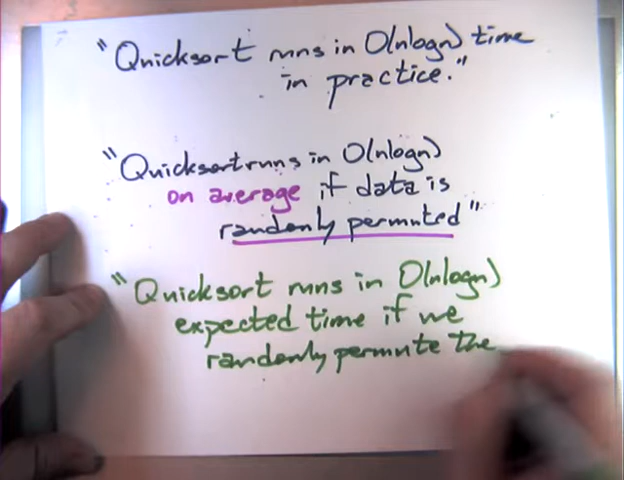 "Quicksort runs in O(nlogn) time
in practice."
"Quicksort runs in O(nlogn)
on average if data is
randomly permuted"
"Quicksort runs in O(nlogn)
expected time if we
randomly permute the